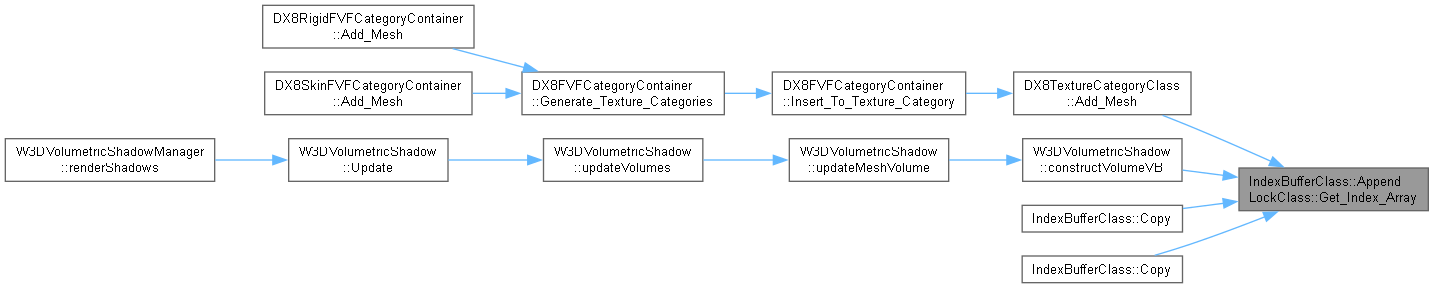 DX8RigidFVFCategoryContainer
::Add_Mesh
DX8SkinFVFCategoryContainer
::Add_Mesh
DX8FVFCategoryContainer
::Generate_Texture_Categories
DX8FVFCategoryContainer
::Insert_To_Texture_Category
DX8TextureCategoryClass
::Add_Mesh
W3DVolumetricShadowManager
::renderShadows
W3DVolumetricShadow
::Update
W3DVolumetricShadow
::updateVolumes
W3DVolumetricShadow
::updateMeshVolume
W3DVolumetricShadow
::constructVolumeVB
IndexBufferClass::Append
LockClass::Get_Index_Array
IndexBufferClass::Copy
IndexBufferClass::Copy